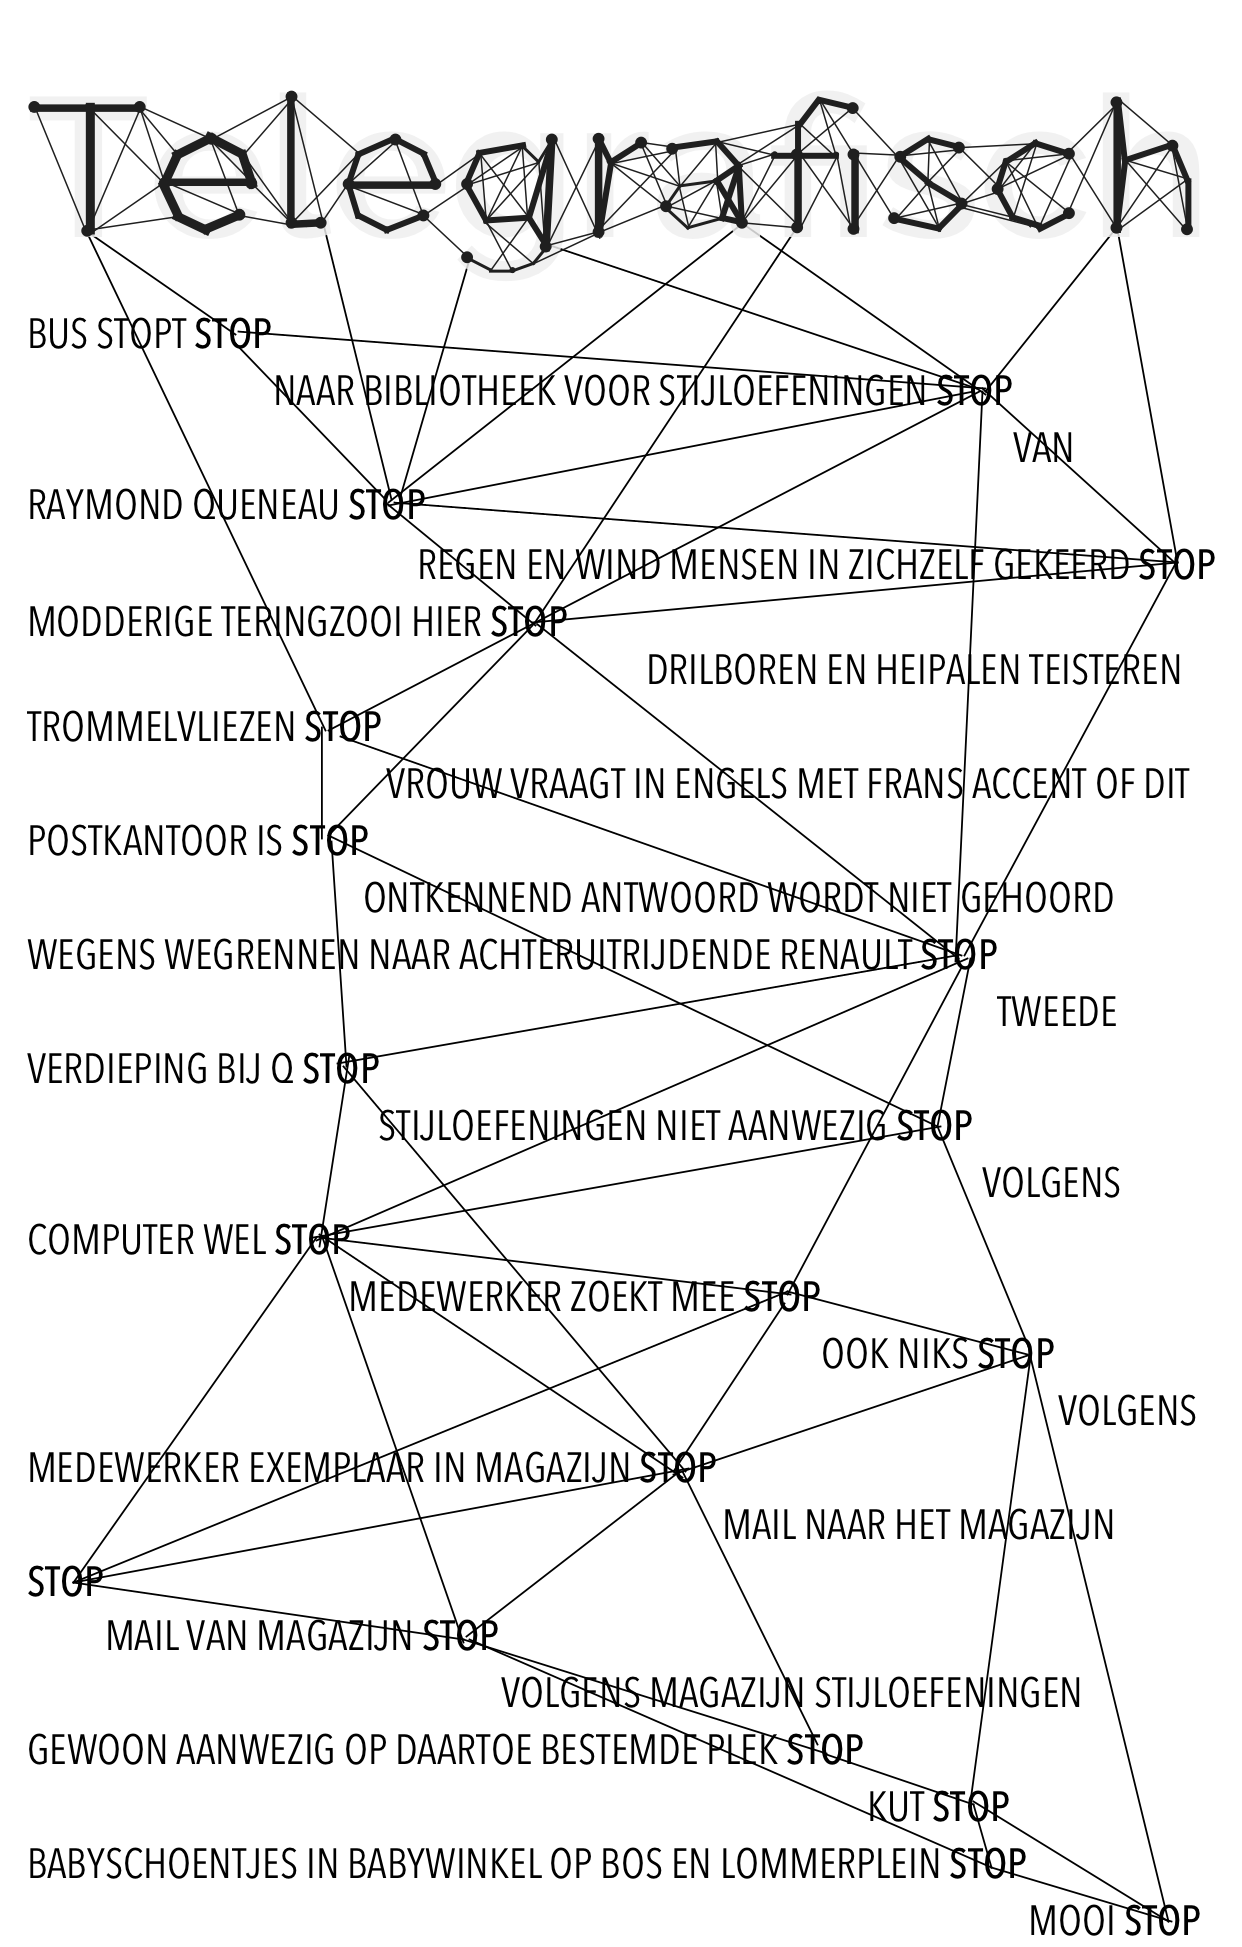 Telegrafisch
BUS STOPT STOP
NAAR BIBLIOTHEEK VOOR STIJLOEFENINGEN STOP
VAN
RAYMOND QUENEAU STOP
REGEN EN WIND MENSEN IN ZICHZELF GEKEERD STOP
MODDERIGE TERINGZOOI HIER STOP
DRILBOREN EN HEIPALEN TEISTEREN
TROMMELVLIEZEN STOP
VROUW VRAAGT IN ENGELS MET FRANS ACCENT OF DIT
POSTKANTOOR IS STOP
ONTKENNEND ANTWOORD WORDT NIET GEHOORD
WEGENS WEGRENNEN NAAR ACHTERUITRIJDENDE RENAULT STOP
TWEEDE
VERDIEPING BIJ Q STOP
STIJLOEFENINGEN NIET AANWEZIG STOP
VOLGENS
COMPUTER WEL STOP
MEDEWERKER ZOEKT MEE STOP
OOK NIKS STOP
VOLGENS
MEDEWERKER EXEMPLAAR IN MAGAZIJN STOP
MAIL NAAR HET MAGAZIJN
STOP
MAIL VAN MAGAZIJN STOP
VOLGENS MAGAZIJN STIJLOEFENINGEN
GEWOON AANWEZIG OP DAARTOE BESTEMDE PLEK STOP
KUT STOP
BABYSCHOENTJES IN BABYWINKEL OP BOS EN LOMMERPLEIN STOP
MOOI STOP